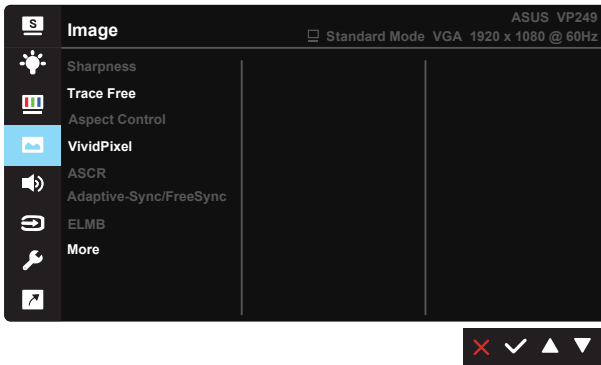 S
Image
ASUS VP249
Standard Mode VGA 1920 x 1080 @ 60Hz
Sharpness
Trace Free
Aspect Control
VividPixel
ASCR
Adaptive-Sync/FreeSync
ELMB
More